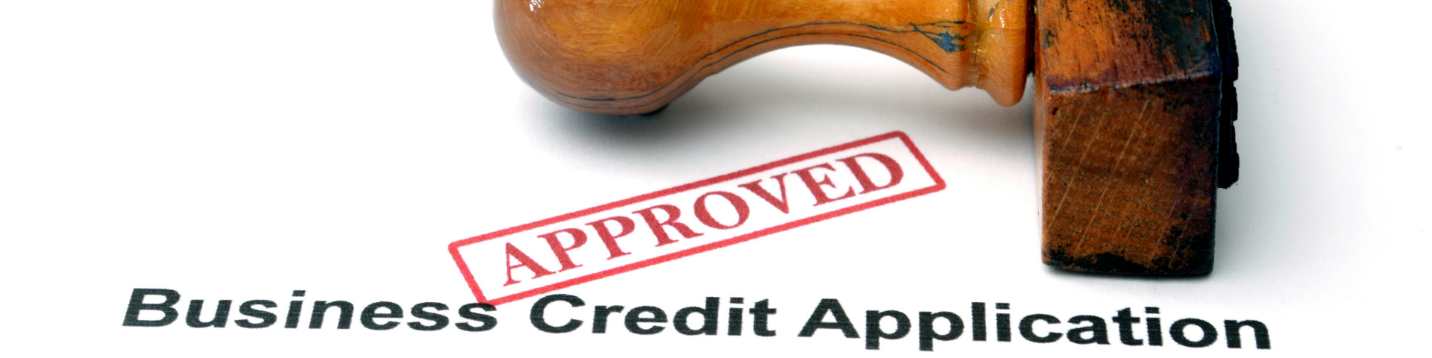 APPROVED
Business Credit Application